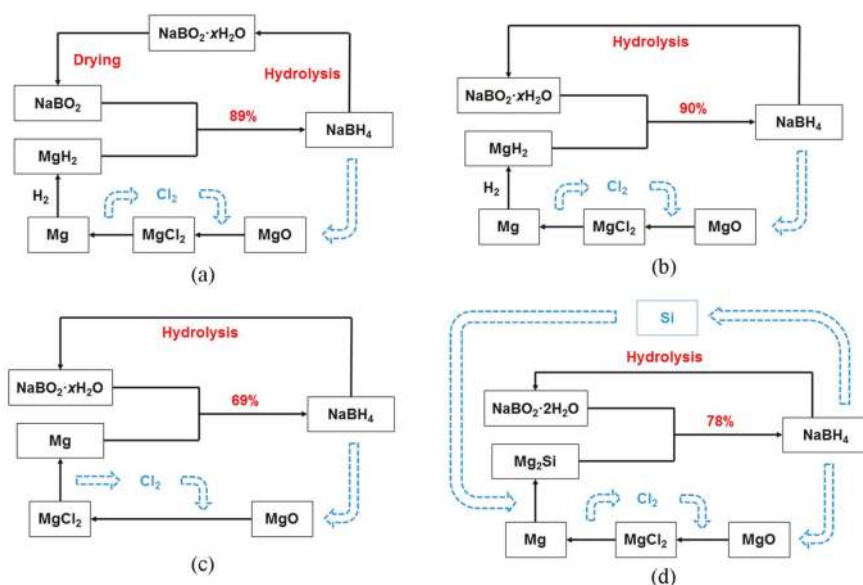 NaBO₂·xH₂O
Drying
Hydrolysis
NaBO₂
89%
NaBH₄
MgH₂
H₂
Cl₂
Mg
MgCl₂
MgO
(a)
Hydrolysis
NaBO₂·xH₂O
90%
NaBH₄
MgH₂
H₂
Cl₂
Mg
MgCl₂
MgO
(b)
Hydrolysis
NaBO₂·xH₂O
69%
NaBH₄
Mg
Cl₂
MgCl₂
MgO
(c)
Si
Hydrolysis
NaBO₂·2H₂O
78%
NaBH₄
Mg₂Si
Cl₂
Mg
MgCl₂
MgO
(d)